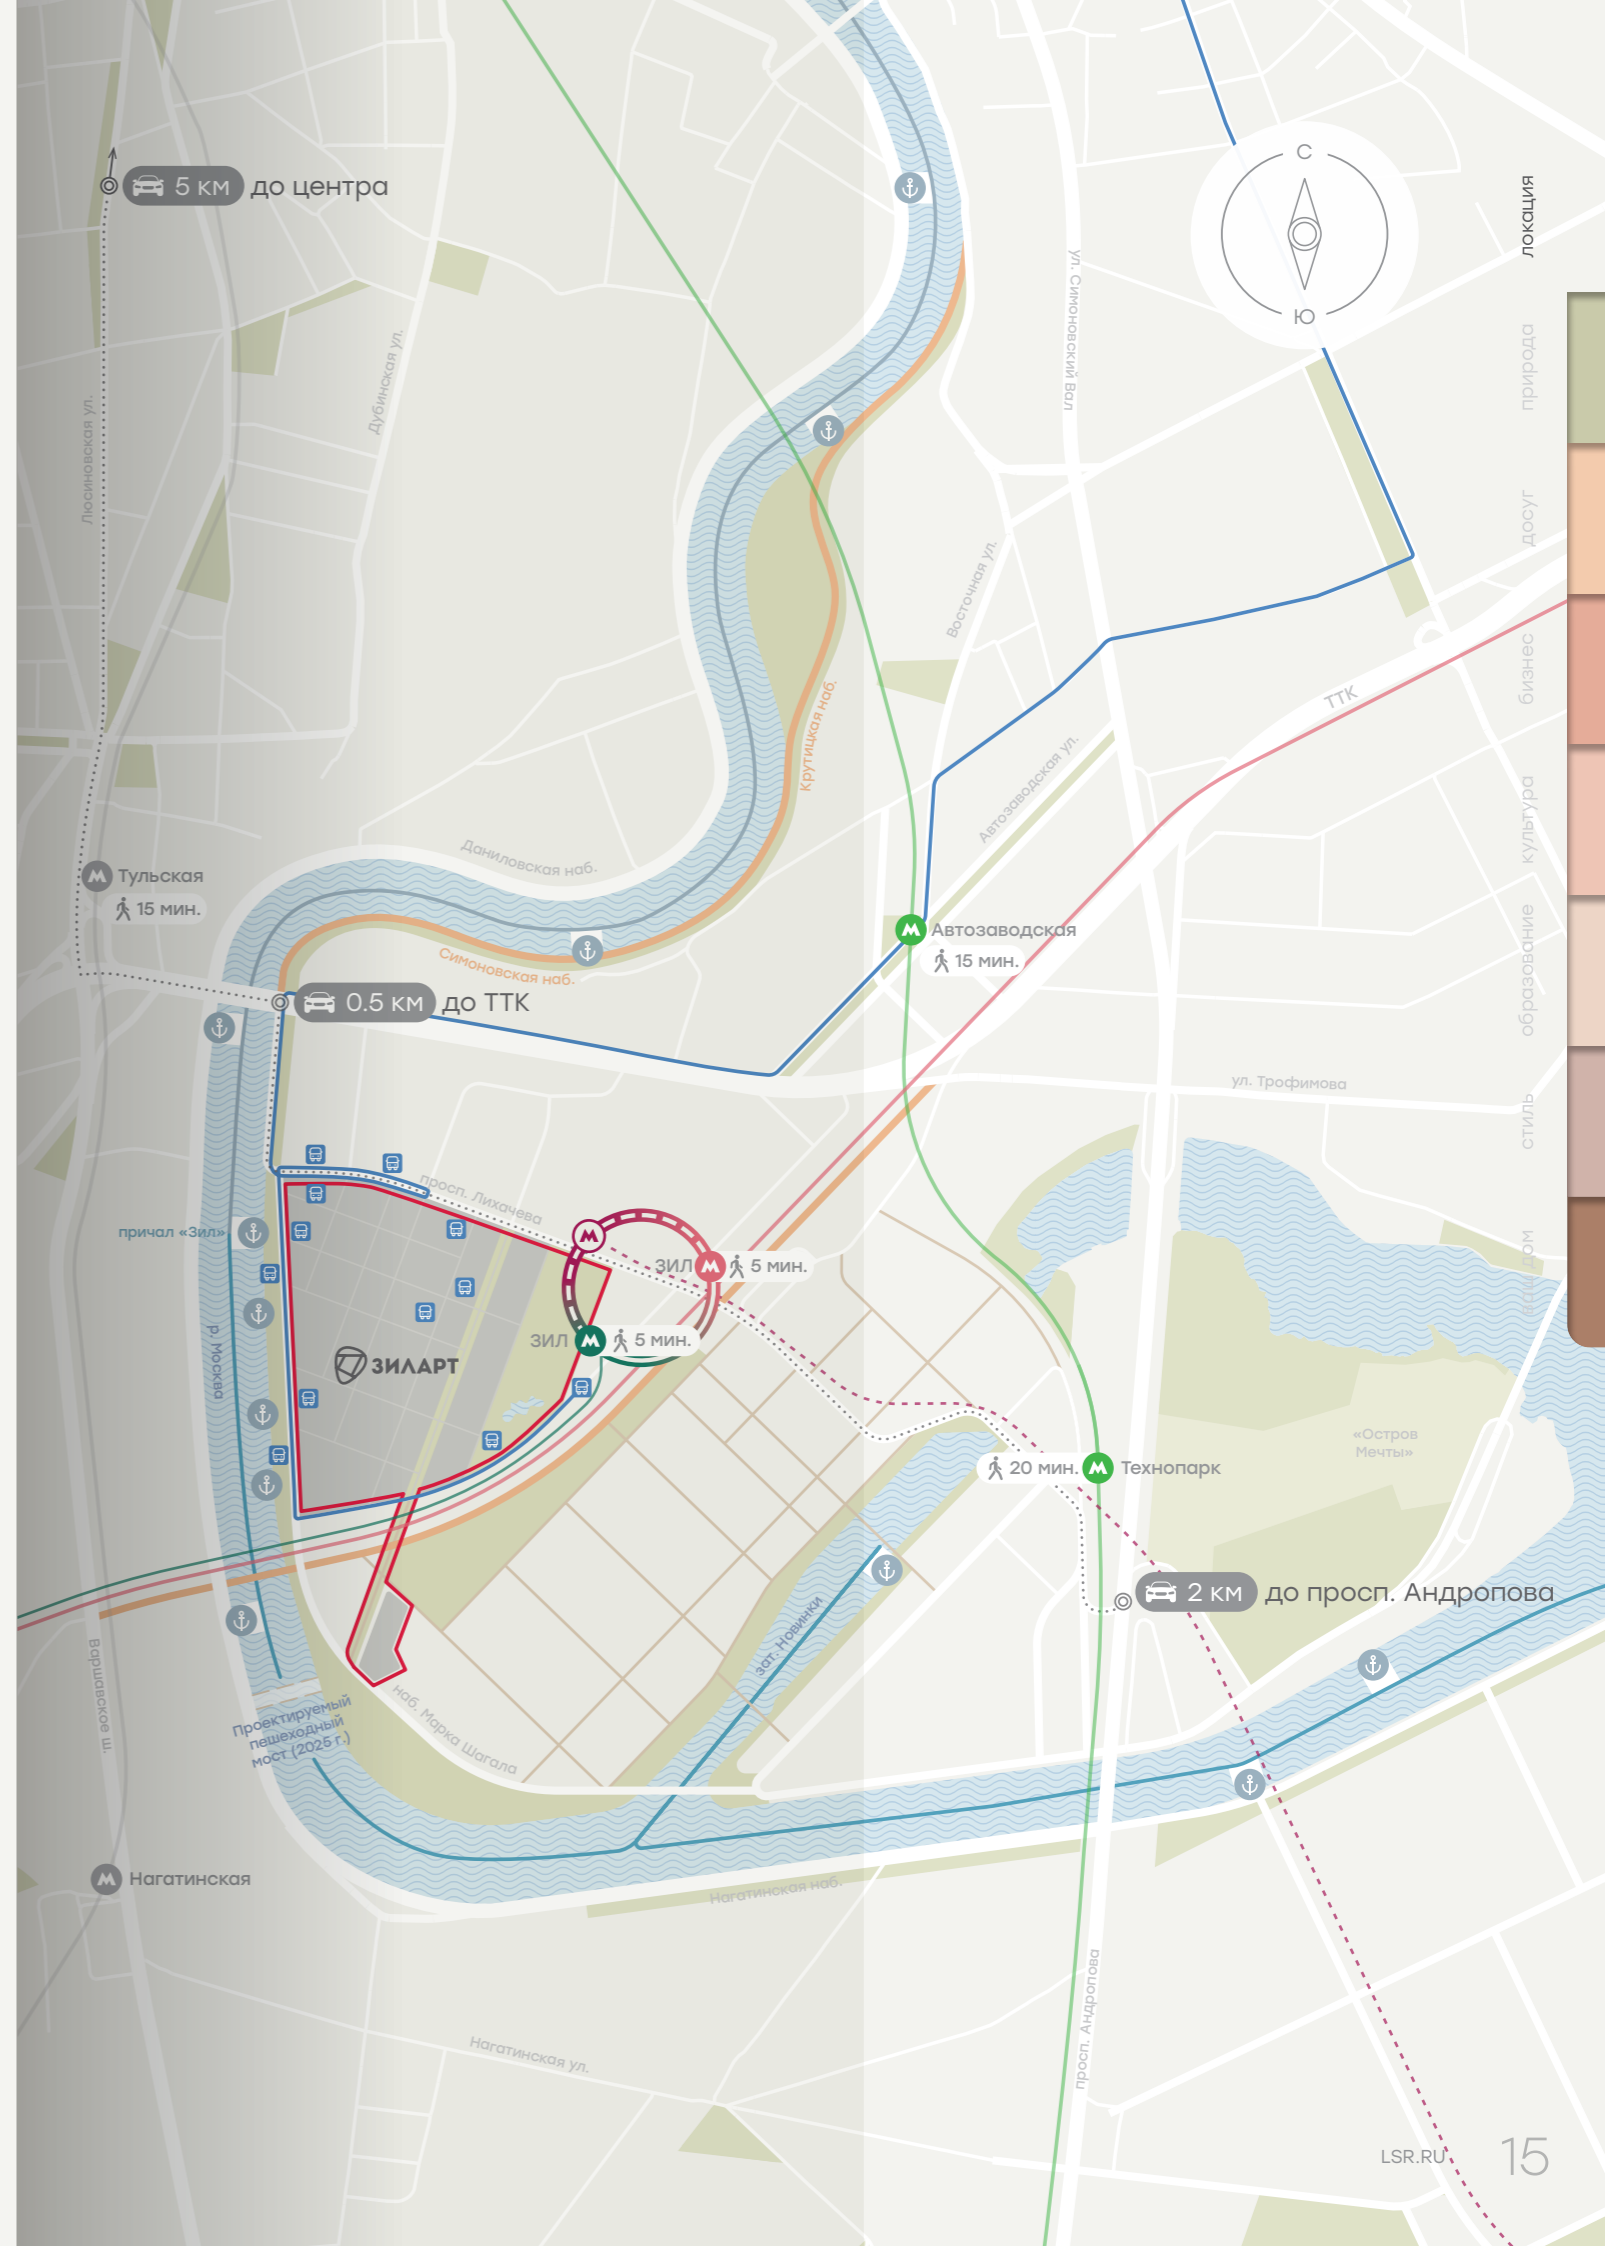 С
Ю
локация
природа
досуг
бизнес
культура
образование
стиль
ваш дом
5 км до центра
Люсиновская ул.
Дубинская ул.
ул. Симоновский Вал
Восточная ул.
Крутицкая наб.
Автозаводская ул.
ТТК
Даниловская наб.
Тульская
15 мин.
Автозаводская
15 мин.
Симоновская наб.
0.5 км до ТТК
ул. Трофимова
просп. Лихачева
причал «Зил»
р. Москва
ЗИЛ
5 мин.
ЗИЛ
5 мин.
ЗИЛАРТ
«Остров
Мечты»
20 мин.
Технопарк
2 км до просп. Андропова
зат. Новинки
Варшавское ш.
наб. Марка Шагала
Проектируемый
пешеходный
мост (2025 г.)
Нагатинская
Нагатинская наб.
просп. Андропова
Нагатинская ул.
LSR.RU
15